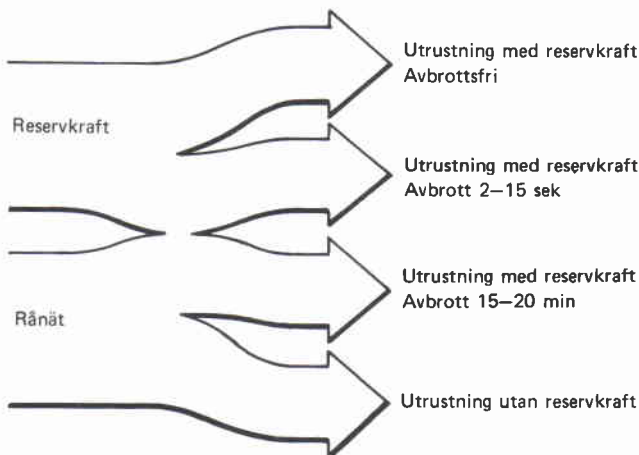 Utrustning med reservkraft
Avbrottsfri
Reservkraft
Utrustning med reservkraft
Avbrott 2–15 sek
Utrustning med reservkraft
Avbrott 15–20 min
Rånät
Utrustning utan reservkraft